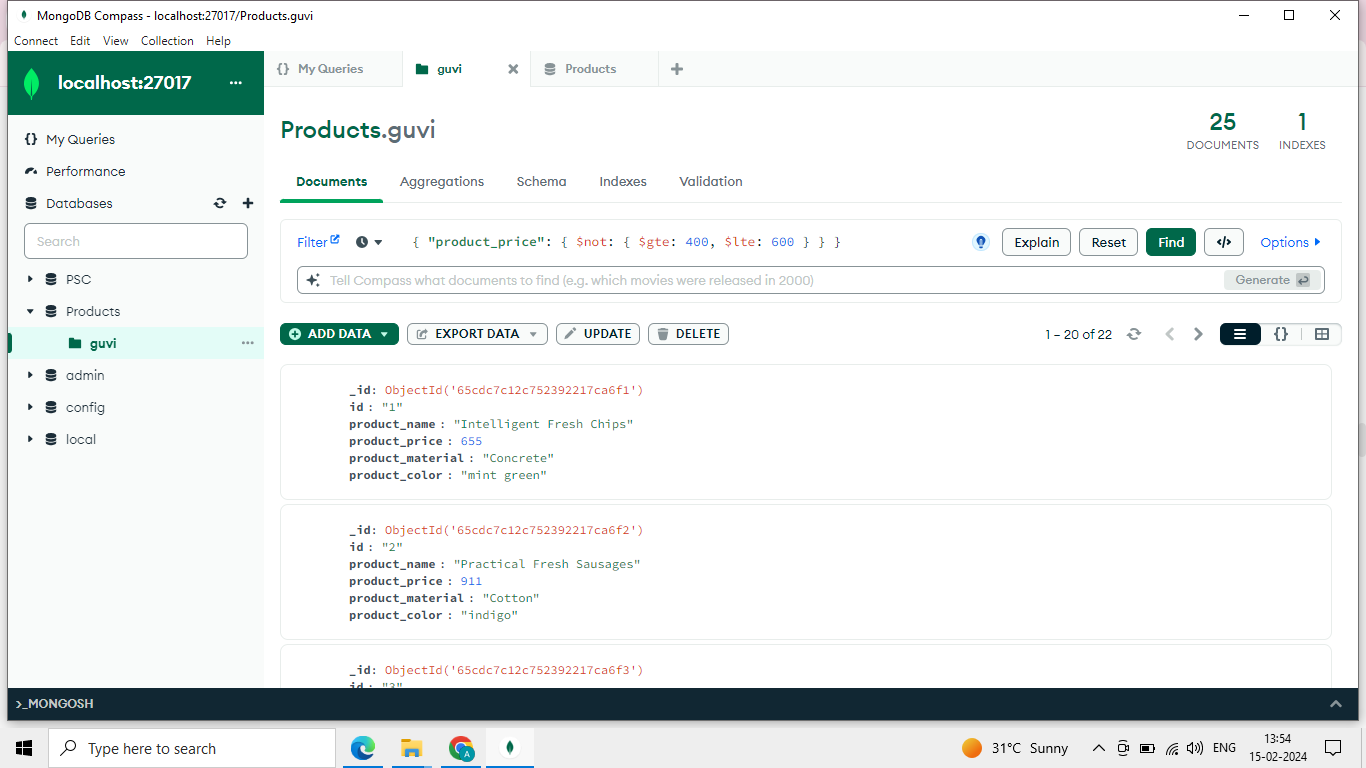 MongoDB Compass - localhost:27017/Products.guvi
Connect Edit View Collection Help
localhost:27017
My Queries
Performance
Databases
Search
PSC
Products
guvi
admin
config
local
{} My Queries
guvi
Products
Products.guvi
25
DOCUMENTS
1
INDEXES
Documents Aggregations Schema Indexes Validation
Filter
{ "product_price": { $not: { $gte: 400, $lte: 600 } } }
Explain Reset Find </> Options
Tell Compass what documents to find (e.g. which movies were released in 2000)
Generate
ADD DATA EXPORT DATA UPDATE DELETE
1 – 20 of 22
{}
_id: ObjectId('65cdc7c12c752392217ca6f1')
id : "1"
product_name : "Intelligent Fresh Chips"
product_price : 655
product_material : "Concrete"
product_color : "mint green"
_id: ObjectId('65cdc7c12c752392217ca6f2')
id : "2"
product_name : "Practical Fresh Sausages"
product_price : 911
product_material : "Cotton"
product_color : "indigo"
_id: ObjectId('65cdc7c12c752392217ca6f3')
id : "3"
>_MONGOSH
Type here to search
31°C Sunny
ENG
13:54
15-02-2024